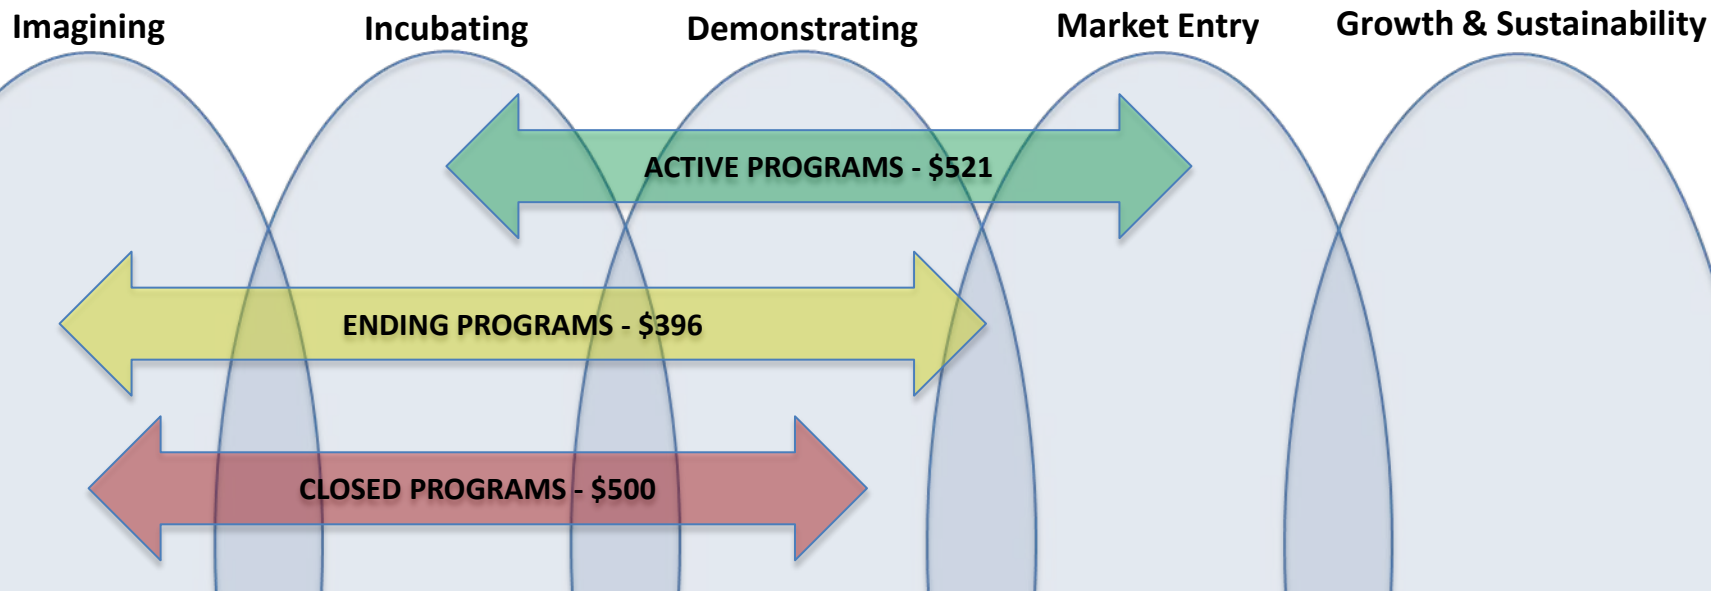 Imagining
Incubating
Demonstrating
Market Entry
Growth & Sustainability
ACTIVE PROGRAMS - $521
ENDING PROGRAMS - $396
CLOSED PROGRAMS - $500